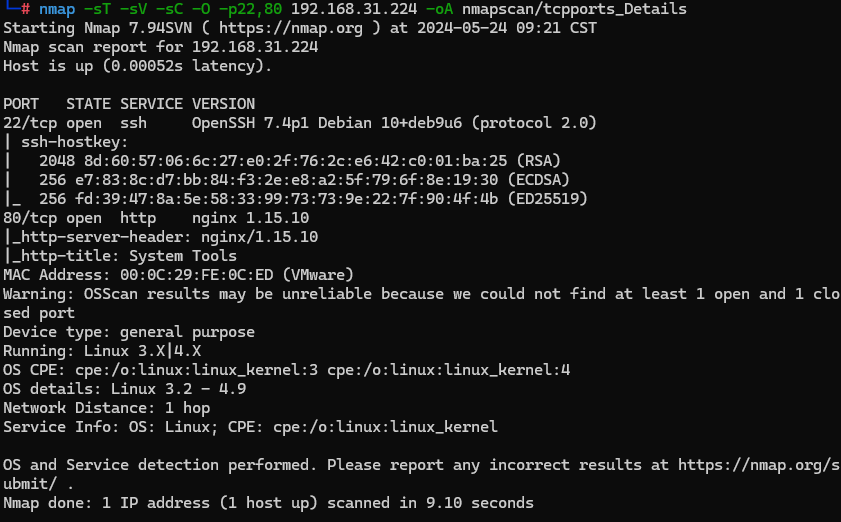 └─# nmap -sT -sV -sC -O -p22,80 192.168.31.224 -oA nmapscan/tcpports_Details
Starting Nmap 7.94SVN ( https://nmap.org ) at 2024-05-24 09:21 CST
Nmap scan report for 192.168.31.224
Host is up (0.00052s latency).

PORT   STATE SERVICE VERSION
22/tcp open  ssh     OpenSSH 7.4p1 Debian 10+deb9u6 (protocol 2.0)
| ssh-hostkey:
|   2048 8d:60:57:06:6c:27:e0:2f:76:2c:e6:42:c0:01:ba:25 (RSA)
|   256 e7:83:8c:d7:bb:84:f3:2e:e8:a2:5f:79:6f:8e:19:30 (ECDSA)
|_  256 fd:39:47:8a:5e:58:33:99:73:73:9e:22:7f:90:4f:4b (ED25519)
80/tcp open  http    nginx 1.15.10
|_http-server-header: nginx/1.15.10
|_http-title: System Tools
MAC Address: 00:0C:29:FE:0C:ED (VMware)
Warning: OSScan results may be unreliable because we could not find at least 1 open and 1 clo
sed port
Device type: general purpose
Running: Linux 3.X|4.X
OS CPE: cpe:/o:linux:linux_kernel:3 cpe:/o:linux:linux_kernel:4
OS details: Linux 3.2 - 4.9
Network Distance: 1 hop
Service Info: OS: Linux; CPE: cpe:/o:linux:linux_kernel

OS and Service detection performed. Please report any incorrect results at https://nmap.org/s
ubmit/ .
Nmap done: 1 IP address (1 host up) scanned in 9.10 seconds